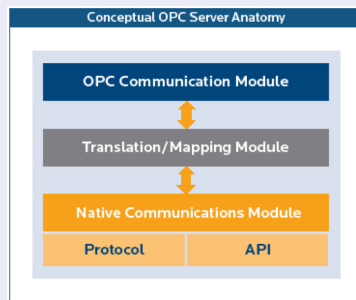 Conceptual OPC Server Anatomy
OPC Communication Module
Translation/Mapping Module
Native Communications Module
Protocol
API